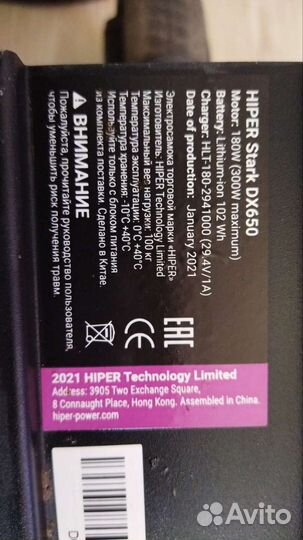 HIPER Stark DX650
Motor: 180W (300W maximum)
Battery: Lithium-ion 102 Wh
Charger: HLT-180-2941000 (29.4V/1A)
Date of production: January 2021
Электросамока торговой марки «HIPER»
Изготовитель: HIPER Technology Limited
Максимальный вес нагрузки: 100 кг
Температура эксплуатации: 0°C +40°C
Температура хранения: -10°C +40°C
Используйте только с блоком питания
из комплекта поставки. Сделано в Китае.
ВНИМАНИЕ
Пожалуйста, прочитайте руководство пользователя,
чтобы уменьшить риск получения травм.
CE
EAC
2021 HIPER Technology Limited
Address: 3905 Two Exchange Square,
8 Connaught Place, Hong Kong. Assembled in China.
hiper-power.com
Avito